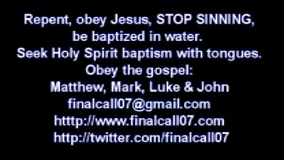 Repent, obey Jesus, STOP SINNING,
be baptized in water.
Seek Holy Spirit baptism with tongues.
Obey the gospel:
Matthew, Mark, Luke & John
finalcall07@gmail.com
htttp://www.finalcall07.com
http://twitter.com/finalcall07